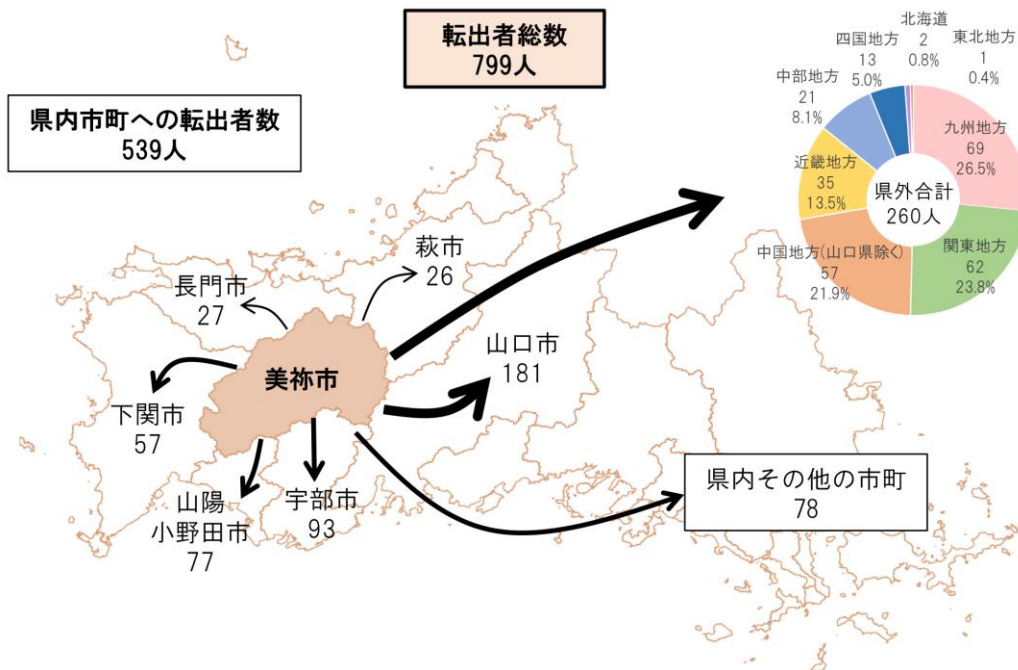 転出者総数
799人
県内市町への転出者数
539人
北海道
2
0.8%
東北地方
1
0.4%
四国地方
13
5.0%
中部地方
21
8.1%
近畿地方
35
13.5%
中国地方(山口県除く)
57
21.9%
九州地方
69
26.5%
関東地方
62
23.8%
県外合計
260人
萩市
26
長門市
27
美祢市
山口市
181
下関市
57
山陽
小野田市
77
宇部市
93
県内その他の市町
78